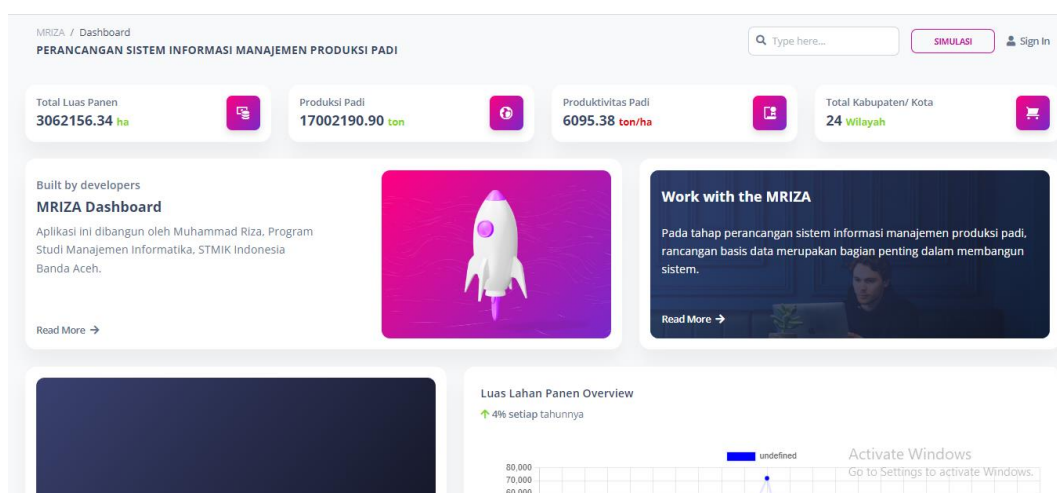 MRIZA / Dashboard
PERANCANGAN SISTEM INFORMASI MANAJEMEN PRODUKSI PADI
Type here...
SIMULASI
Sign In
Total Luas Panen
3062156.34 ha
Produksi Padi
17002190.90 ton
Produktivitas Padi
6095.38 ton/ha
Total Kabupaten/ Kota
24 Wilayah
Built by developers
MRIZA Dashboard
Aplikasi ini dibangun oleh Muhammad Riza, Program
Studi Manajemen Informatika, STMIK Indonesia
Banda Aceh.
Read More →
Work with the MRIZA
Pada tahap perancangan sistem informasi manajemen produksi padi,
rancangan basis data merupakan bagian penting dalam membangun
sistem.
Read More →
Luas Lahan Panen Overview
↑ 4% setiap tahunnya
undefined
80,000
70,000
60,000
Activate Windows
Go to Settings to activate Windows.